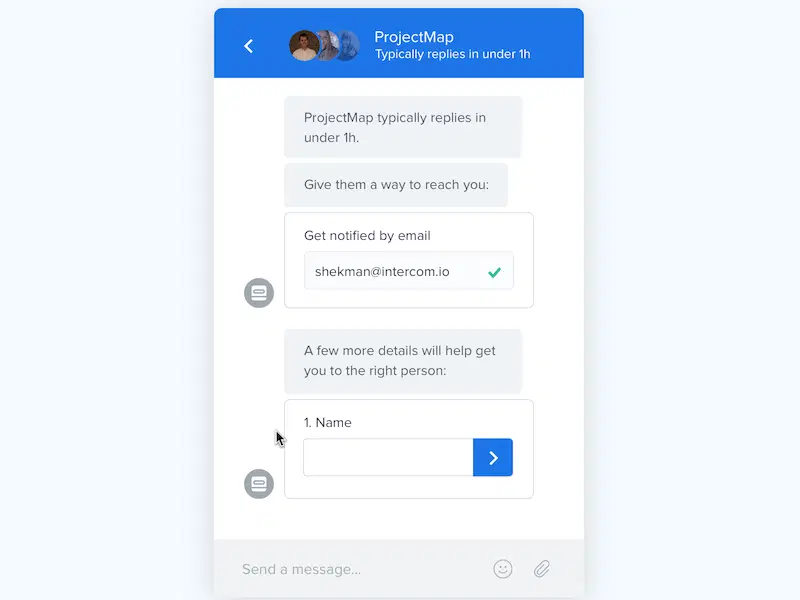 ProjectMap
Typically replies in under 1h
ProjectMap typically replies in
under 1h.
Give them a way to reach you:
Get notified by email
shekman@intercom.io
A few more details will help get
you to the right person:
1. Name
Send a message...